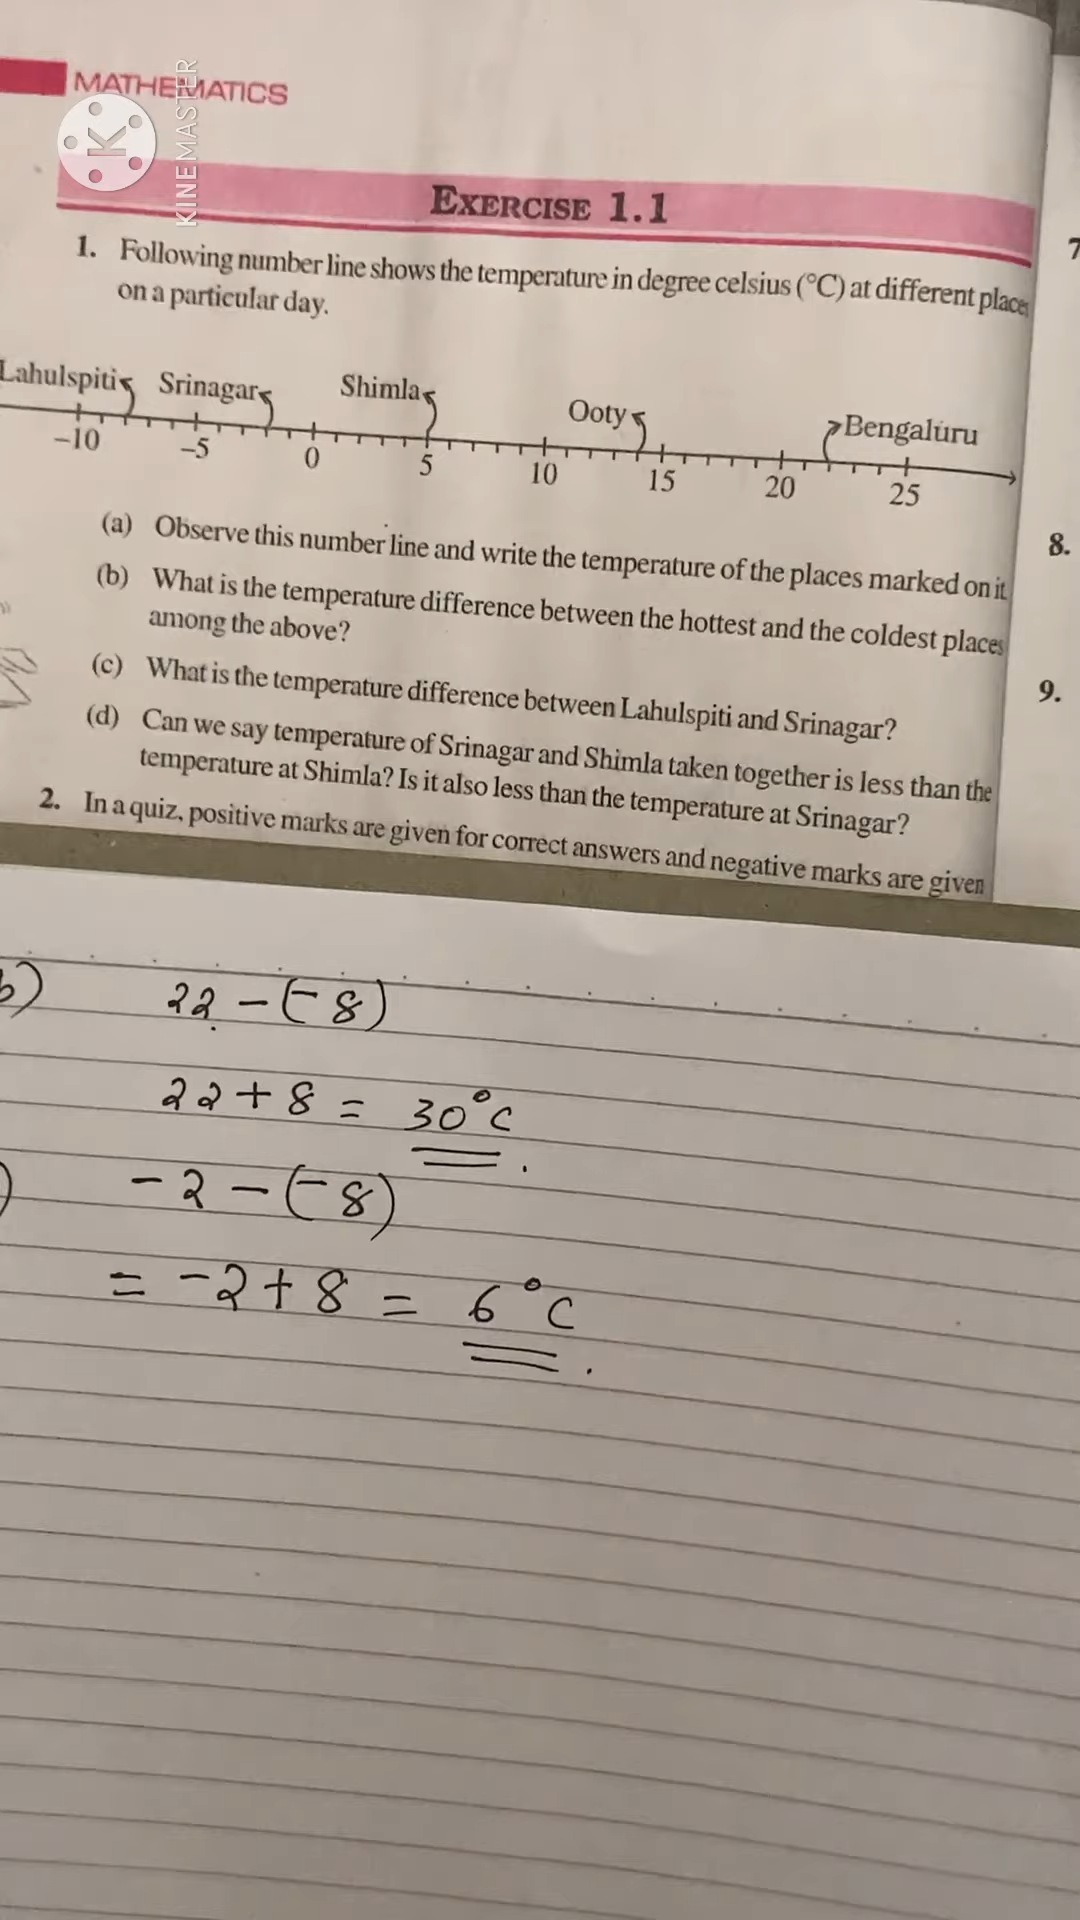 MATHEMATICS
KINEMASTER
EXERCISE 1.1
7
1. Following number line shows the temperature in degree celsius (°C) at different places
on a particular day.
Lahulspiti Srinagar Shimla Ooty Bengaluru
–10 –5 0 5 10 15 20 25
(a) Observe this number line and write the temperature of the places marked on it.
8.
(b) What is the temperature difference between the hottest and the coldest places
among the above?
(c) What is the temperature difference between Lahulspiti and Srinagar?
9.
(d) Can we say temperature of Srinagar and Shimla taken together is less than the
temperature at Shimla? Is it also less than the temperature at Srinagar?
2. In a quiz, positive marks are given for correct answers and negative marks are given
b) 22 – (–8)
22 + 8 = 30°C.
) –2 – (–8)
= –2 + 8 = 6°C.